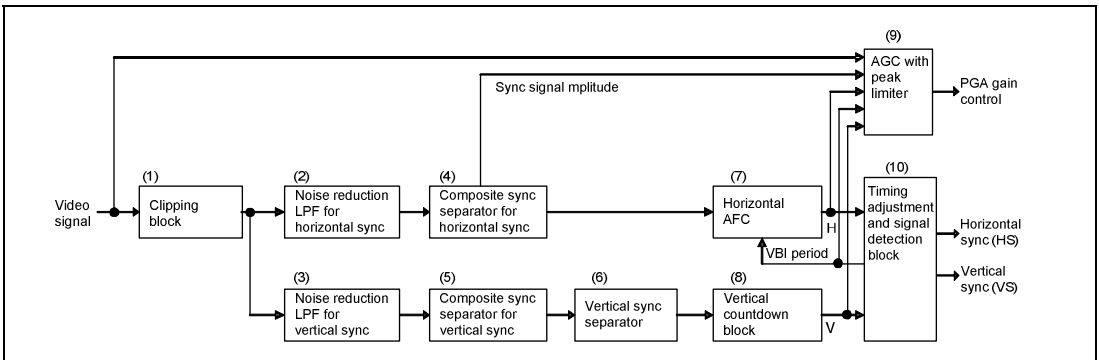 (9)
AGC with
peak
limiter
PGA gain
control
Sync signal mplitude
(1)
Clipping
block
Video
signal
(2)
Noise reduction
LPF for
horizontal sync
(4)
Composite sync
separator for
horizontal sync
(7)
Horizontal
AFC
H
VBI period
(10)
Timing
adjustment
and signal
detection
block
Horizontal
sync (HS)
Vertical
sync (VS)
(3)
Noise reduction
LPF for
vertical sync
(5)
Composite sync
separator for
vertical sync
(6)
Vertical sync
separator
(8)
Vertical
countdown
block
V